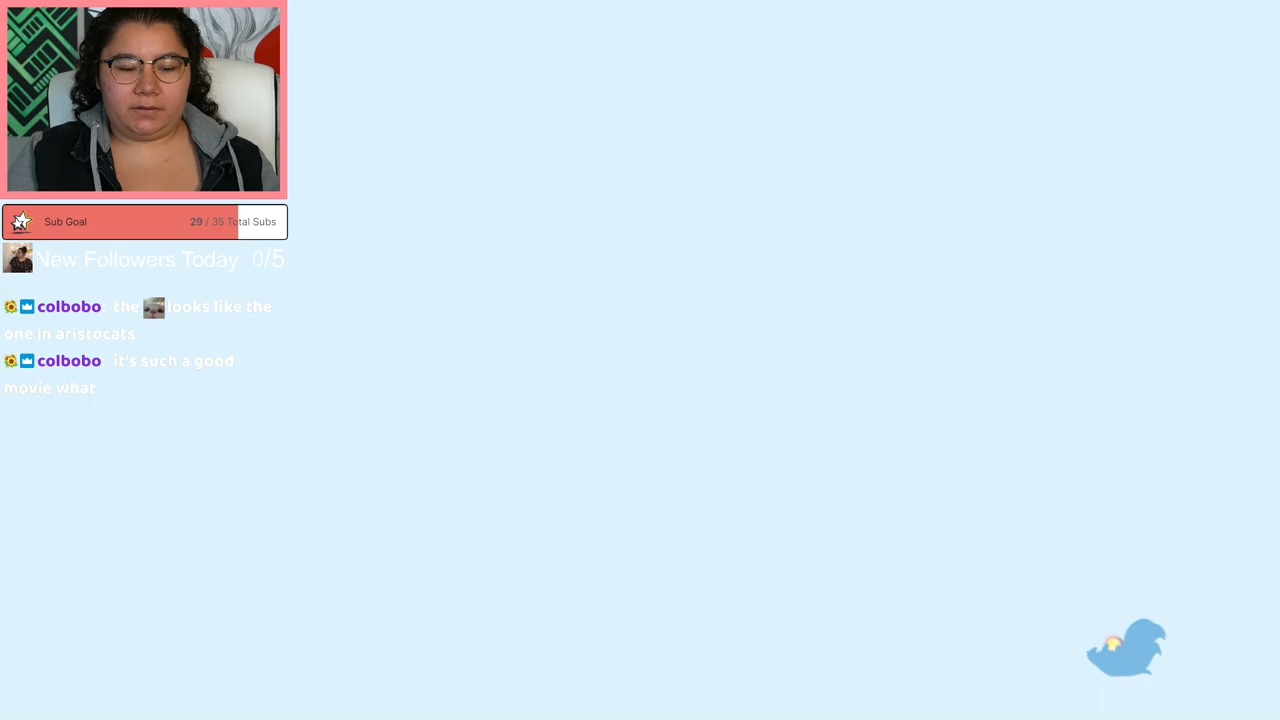 Sub Goal 29 / 35 Total Subs
New Followers Today 0/5
colbobo: the looks like the
one in aristocats
colbobo: it's such a good
movie what